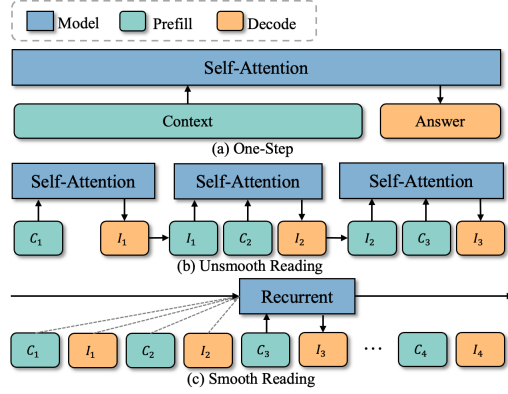 Model Prefill Decode
Self-Attention
Context Answer
(a) One-Step
Self-Attention Self-Attention Self-Attention
C₁ I₁ I₁ C₂ I₂ I₂ C₃ I₃
(b) Unsmooth Reading
Recurrent
C₁ I₁ C₂ I₂ C₃ I₃ ··· C₄ I₄
(c) Smooth Reading